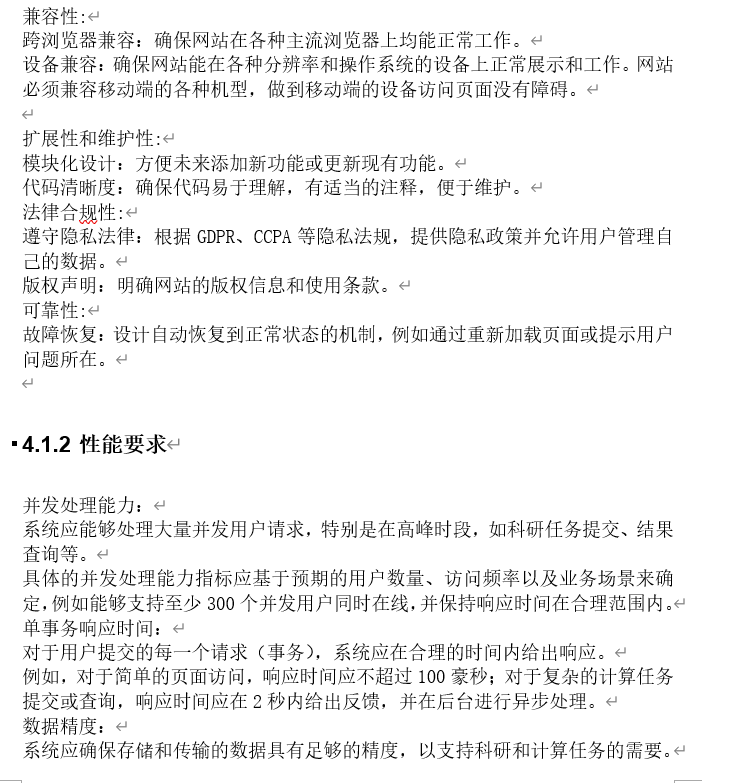 兼容性:
跨浏览器兼容：确保网站在各种主流浏览器上均能正常工作。
设备兼容：确保网站能在各种分辨率和操作系统的设备上正常展示和工作。网站
必须兼容移动端的各种机型，做到移动端的设备访问页面没有障碍。
扩展性和维护性:
模块化设计：方便未来添加新功能或更新现有功能。
代码清晰度：确保代码易于理解，有适当的注释，便于维护。
法律合规性:
遵守隐私法律：根据 GDPR、CCPA 等隐私法规，提供隐私政策并允许用户管理自
己的数据。
版权声明：明确网站的版权信息和使用条款。
可靠性:
故障恢复：设计自动恢复到正常状态的机制，例如通过重新加载页面或提示用户
问题所在。
4.1.2 性能要求
并发处理能力：
系统应能够处理大量并发用户请求，特别是在高峰时段，如科研任务提交、结果
查询等。
具体的并发处理能力指标应基于预期的用户数量、访问频率以及业务场景来确
定，例如能够支持至少 300 个并发用户同时在线，并保持响应时间在合理范围内。
单事务响应时间：
对于用户提交的每一个请求（事务），系统应在合理的时间内给出响应。
例如，对于简单的页面访问，响应时间应不超过 100 豪秒；对于复杂的计算任务
提交或查询，响应时间应在 2 秒内给出反馈，并在后台进行异步处理。
数据精度：
系统应确保存储和传输的数据具有足够的精度，以支持科研和计算任务的需要。